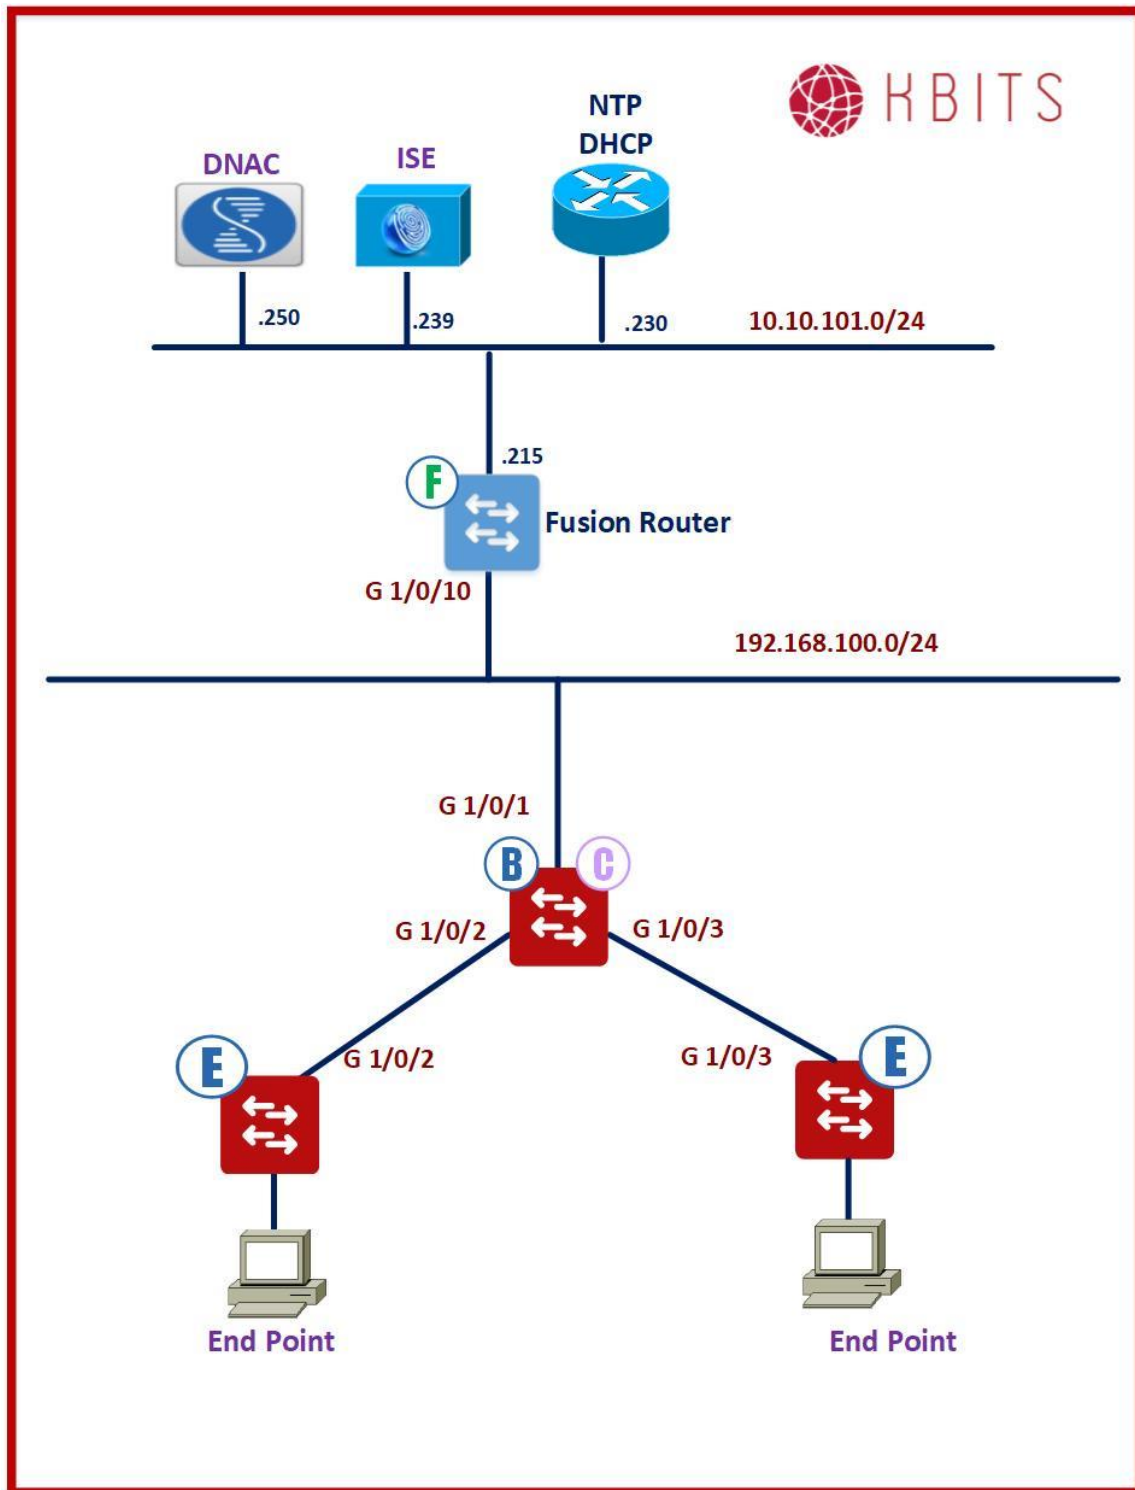 KBITS
NTP
DHCP
DNAC
ISE
.250
.239
.230
10.10.101.0/24
.215
F
Fusion Router
G 1/0/10
192.168.100.0/24
G 1/0/1
B
C
G 1/0/2
G 1/0/3
E
G 1/0/2
G 1/0/3
E
End Point
End Point